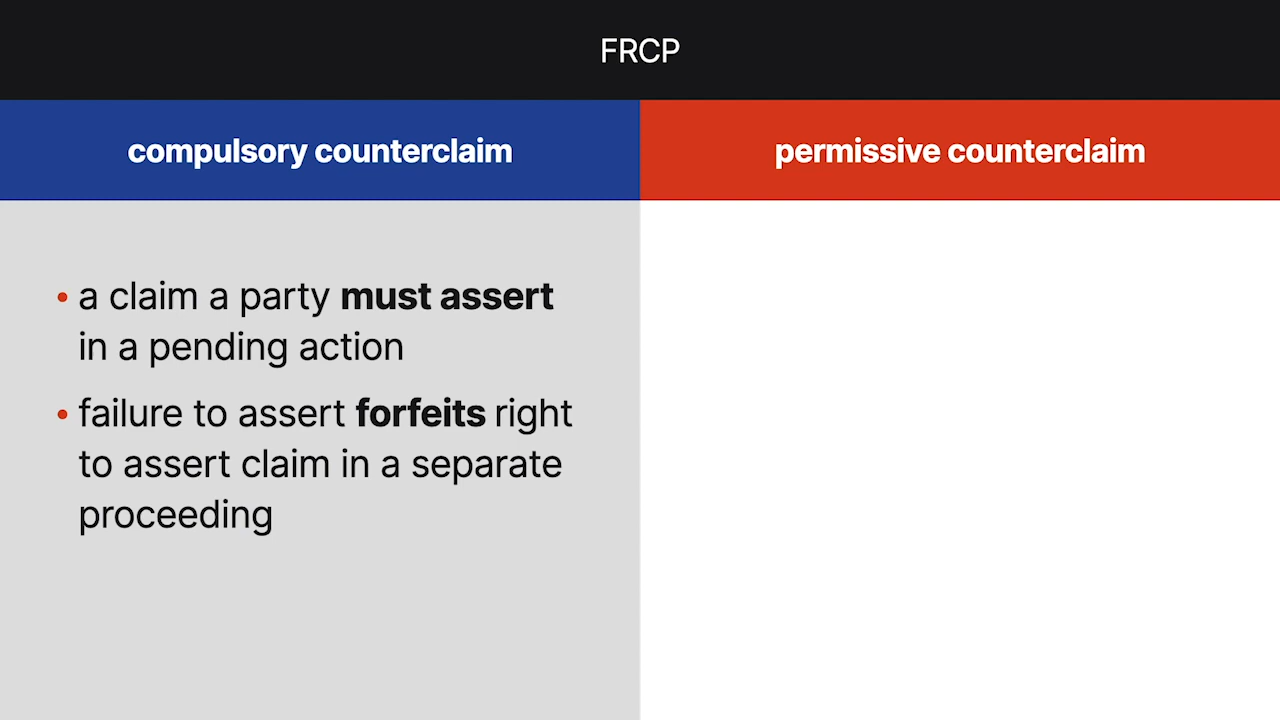 FRCP
compulsory counterclaim
permissive counterclaim
• a claim a party must assert
in a pending action
• failure to assert forfeits right
to assert claim in a separate
proceeding